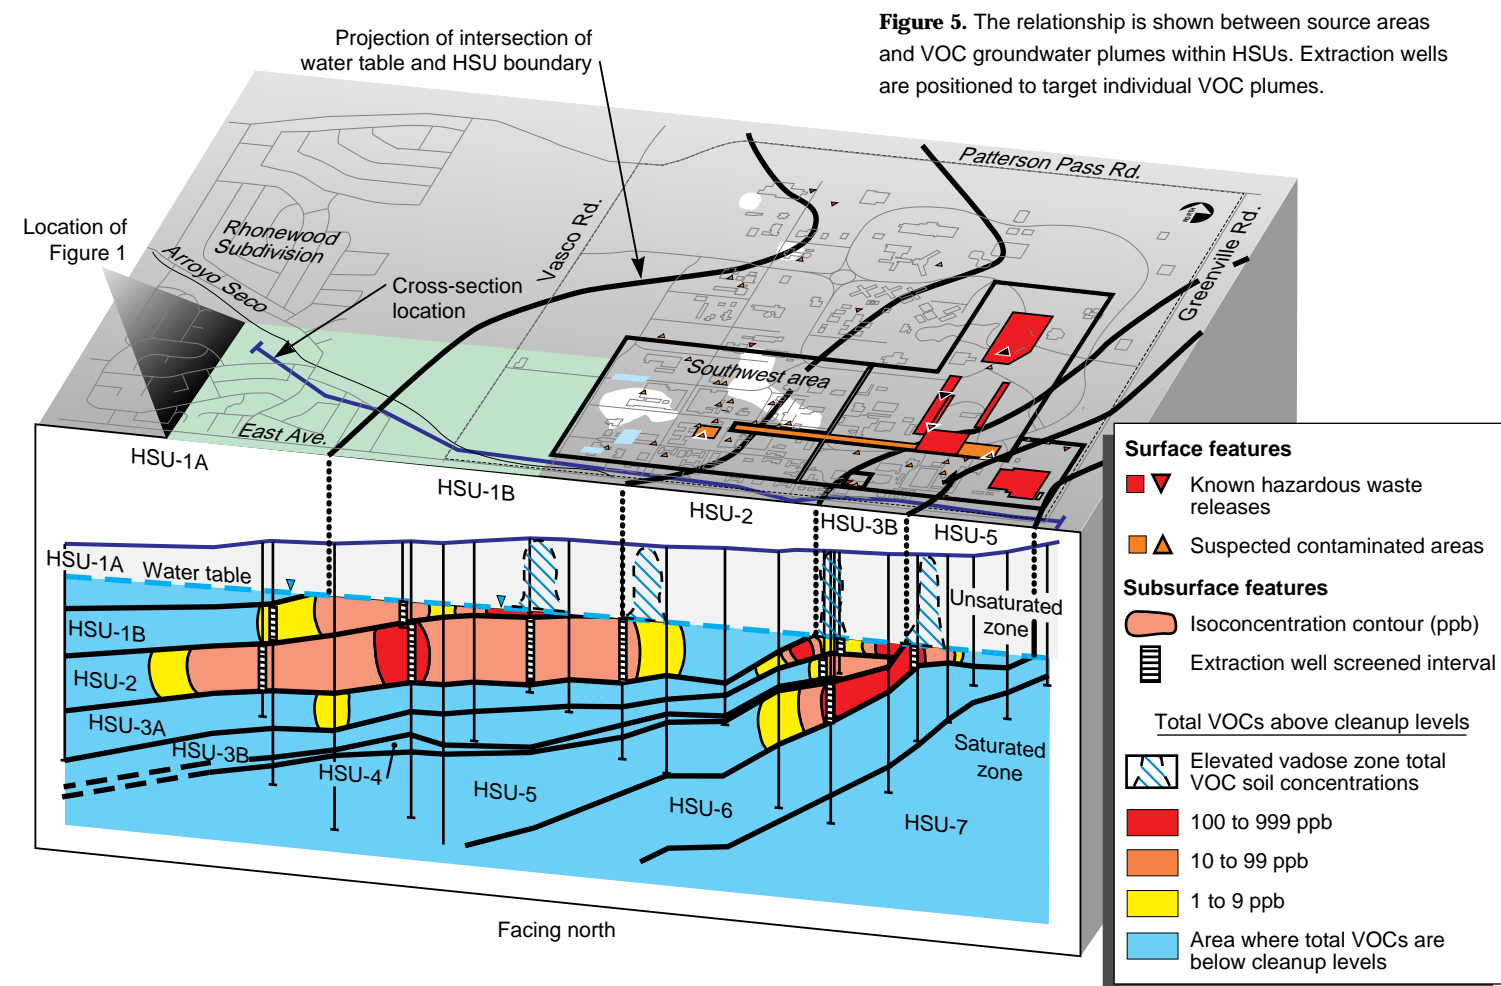 Figure 5. The relationship is shown between source areas
and VOC groundwater plumes within HSUs. Extraction wells
are positioned to target individual VOC plumes.
Projection of intersection of
water table and HSU boundary
Patterson Pass Rd.
NORTH
Location of
Figure 1
Rhonewood
Subdivision
Arroyo Seco
Vasco Rd.
Greenville Rd.
Cross-section
location
Southwest area
East Ave.
HSU-1A
HSU-1B
HSU-2
HSU-3B
HSU-5
HSU-1A
Water table
Unsaturated
zone
HSU-1B
HSU-2
HSU-3A
HSU-3B
HSU-4
HSU-5
HSU-6
HSU-7
Saturated
zone
Facing north
Surface features
Known hazardous waste
releases
Suspected contaminated areas
Subsurface features
Isoconcentration contour (ppb)
Extraction well screened interval
Total VOCs above cleanup levels
Elevated vadose zone total
VOC soil concentrations
100 to 999 ppb
10 to 99 ppb
1 to 9 ppb
Area where total VOCs are
below cleanup levels